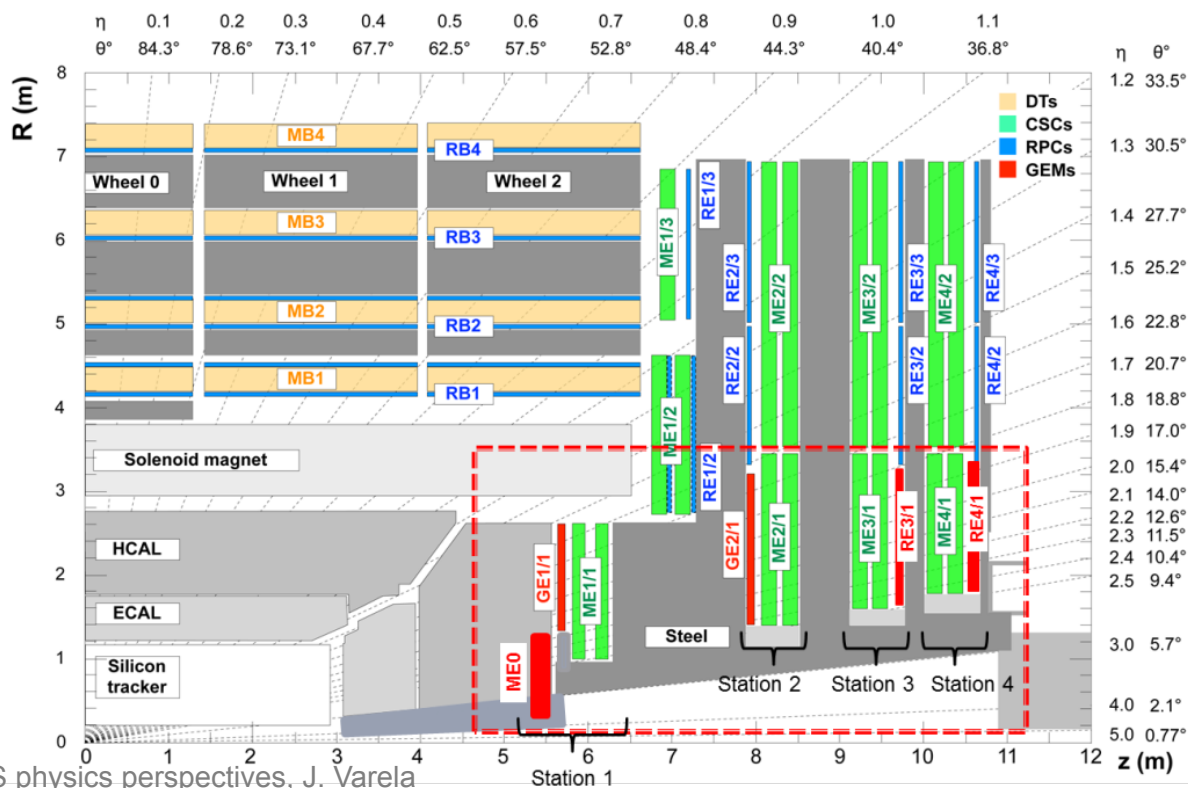 η 0.1 0.2 0.3 0.4 0.5 0.6 0.7 0.8 0.9 1.0 1.1 η θ°
θ° 84.3° 78.6° 73.1° 67.7° 62.5° 57.5° 52.8° 48.4° 44.3° 40.4° 36.8°
R (m)
8
7
6
5
4
3
2
1
0
1.2 33.5°
1.3 30.5°
1.4 27.7°
1.5 25.2°
1.6 22.8°
1.7 20.7°
1.8 18.8°
1.9 17.0°
2.0 15.4°
2.1 14.0°
2.2 12.6°
2.3 11.5°
2.4 10.4°
2.5 9.4°
3.0 5.7°
4.0 2.1°
5.0 0.77°
DTs
CSCs
RPCs
GEMs
MB4
RB4
Wheel 0 Wheel 1 Wheel 2
MB3
RB3
MB2
RB2
MB1
RB1
Solenoid magnet
HCAL
ECAL
Silicon
tracker
ME1/3
RE1/3
ME1/2
RE1/2
RE2/3
RE2/2
ME2/2
ME3/2
RE3/3
RE3/2
ME4/2
RE4/3
RE4/2
GE1/1
ME1/1
ME0
GE2/1
ME2/1
ME3/1
RE3/1
ME4/1
RE4/1
Steel
Station 2 Station 3 Station 4
0 1 2 3 4 5 6 7 8 9 10 11 12 z (m)
Station 1
S physics perspectives, J. Varela